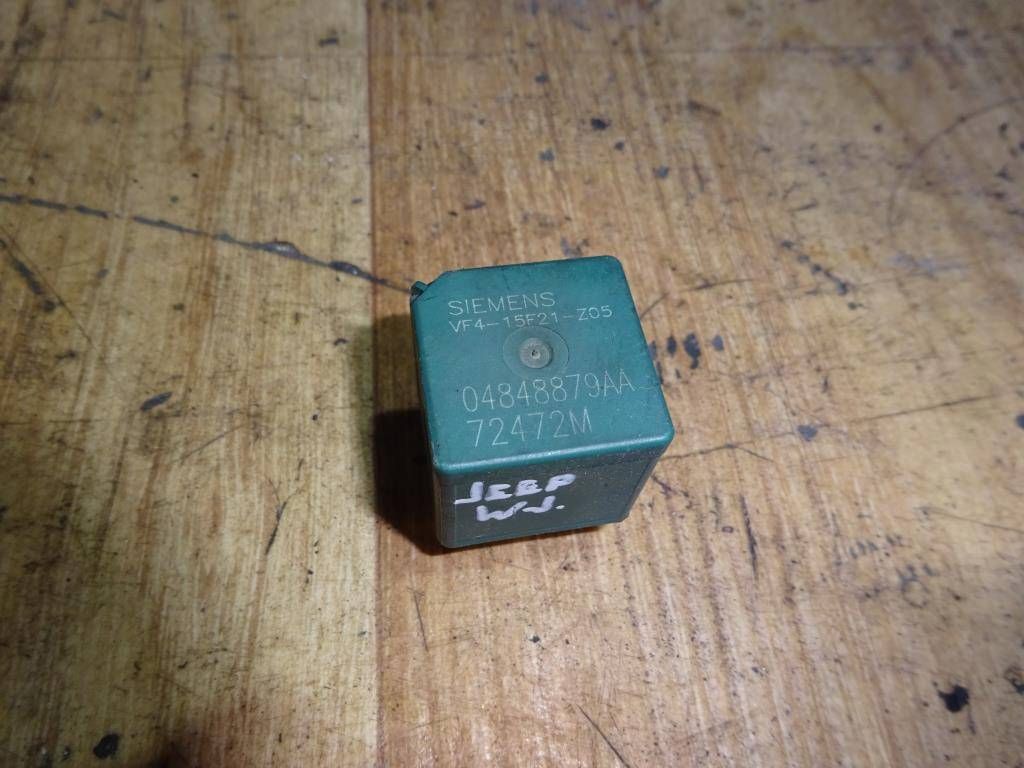 SIEMENS
VF4-15F21-Z05
04848879AA
72472M
JEEP
WJ.